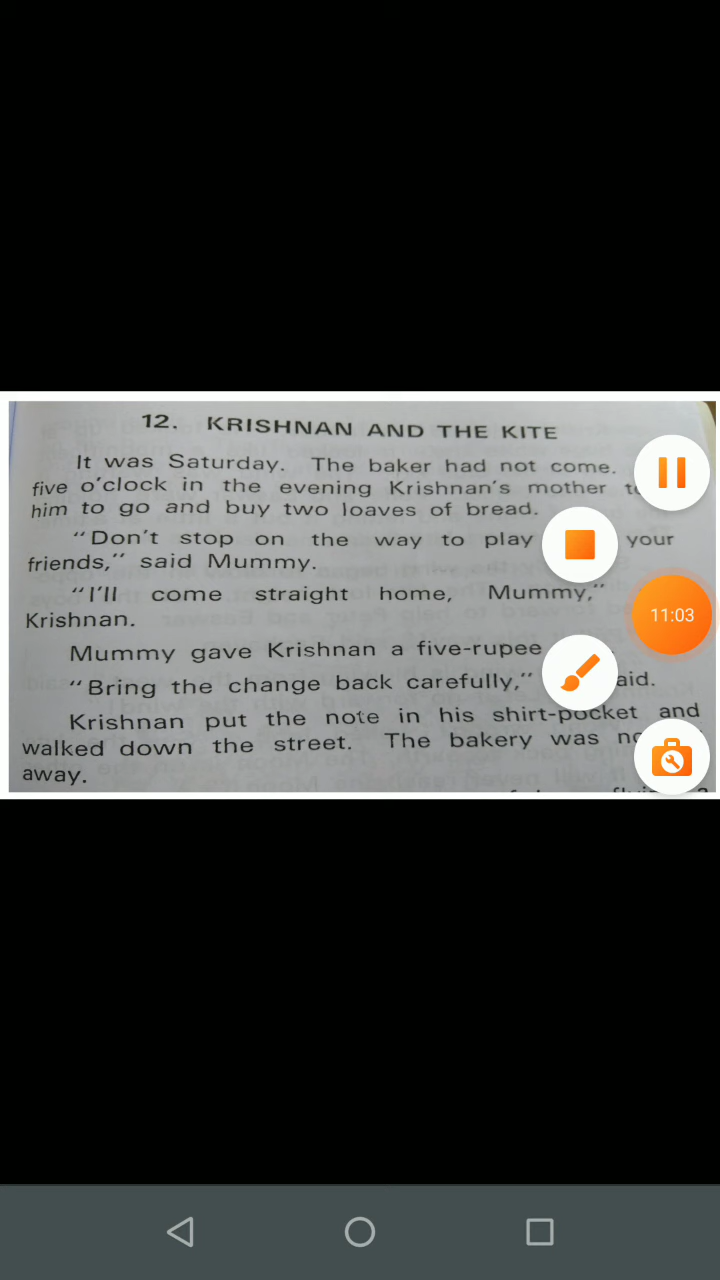 12. KRISHNAN AND THE KITE
It was Saturday. The baker had not come.
five o'clock in the evening Krishnan's mother
him to go and buy two loaves of bread.
"Don't stop on the way to play your
friends," said Mummy.
"I'll come straight home, Mummy,"
Krishnan.
11:03
Mummy gave Krishnan a five-rupee
"Bring the change back carefully," aid.
Krishnan put the note in his shirt-pocket and
walked down the street. The bakery was
away.